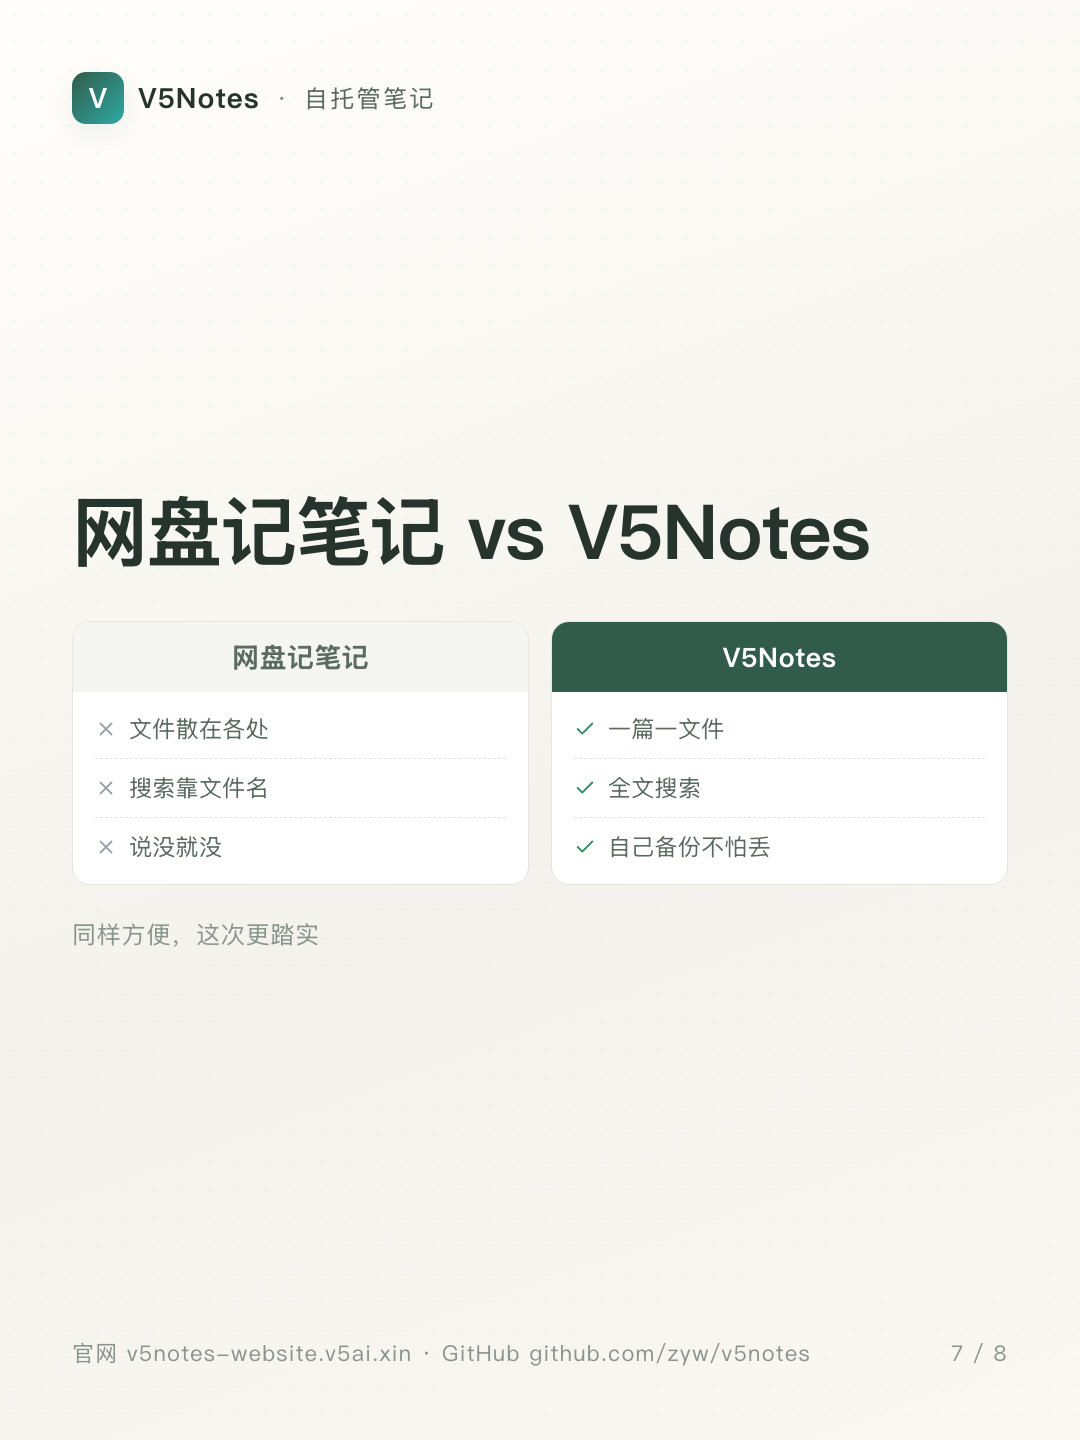 V V5Notes · 自托管笔记
网盘记笔记 vs V5Notes
网盘记笔记
× 文件散在各处
× 搜索靠文件名
× 说没就没
V5Notes
✓ 一篇一文件
✓ 全文搜索
✓ 自己备份不怕丢
同样方便，这次更踏实
官网 v5notes-website.v5ai.xin · GitHub github.com/zyw/v5notes
7 / 8